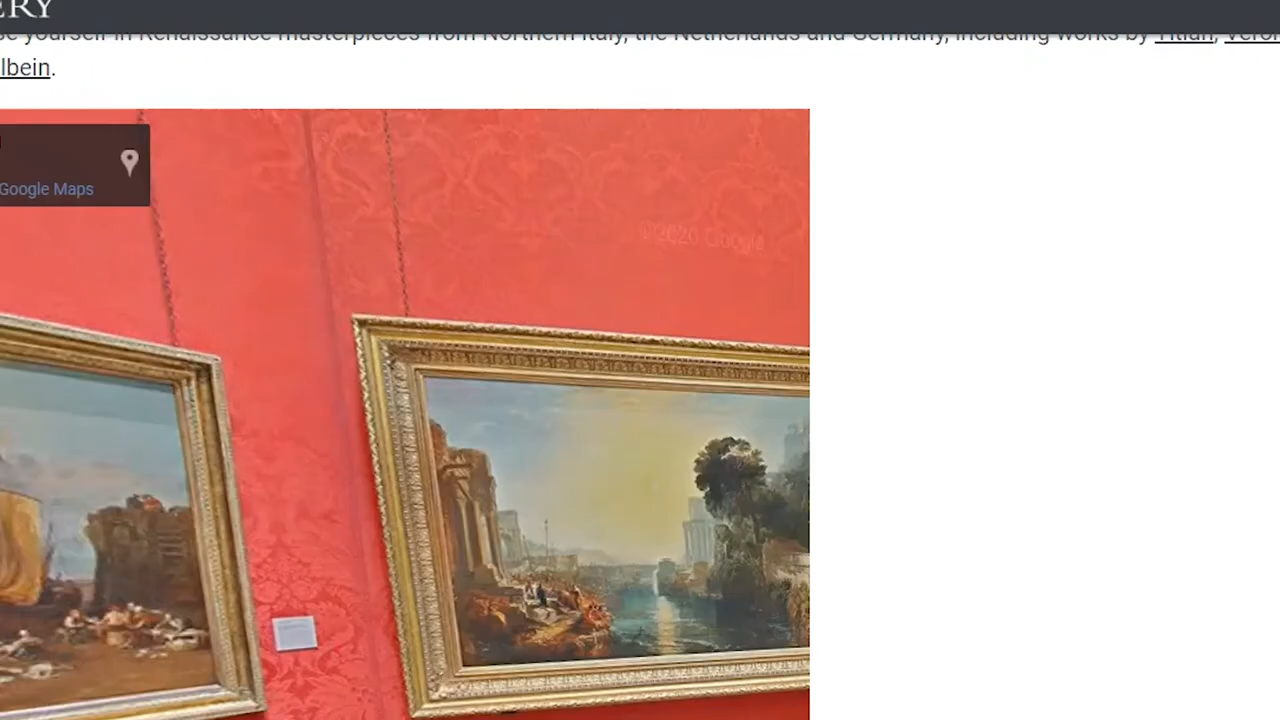 ERY
se yourself in Renaissance masterpieces from Northern Italy, the Netherlands and Germany, including works by Titian, Veron
lbein.
Google Maps
©2020 Google